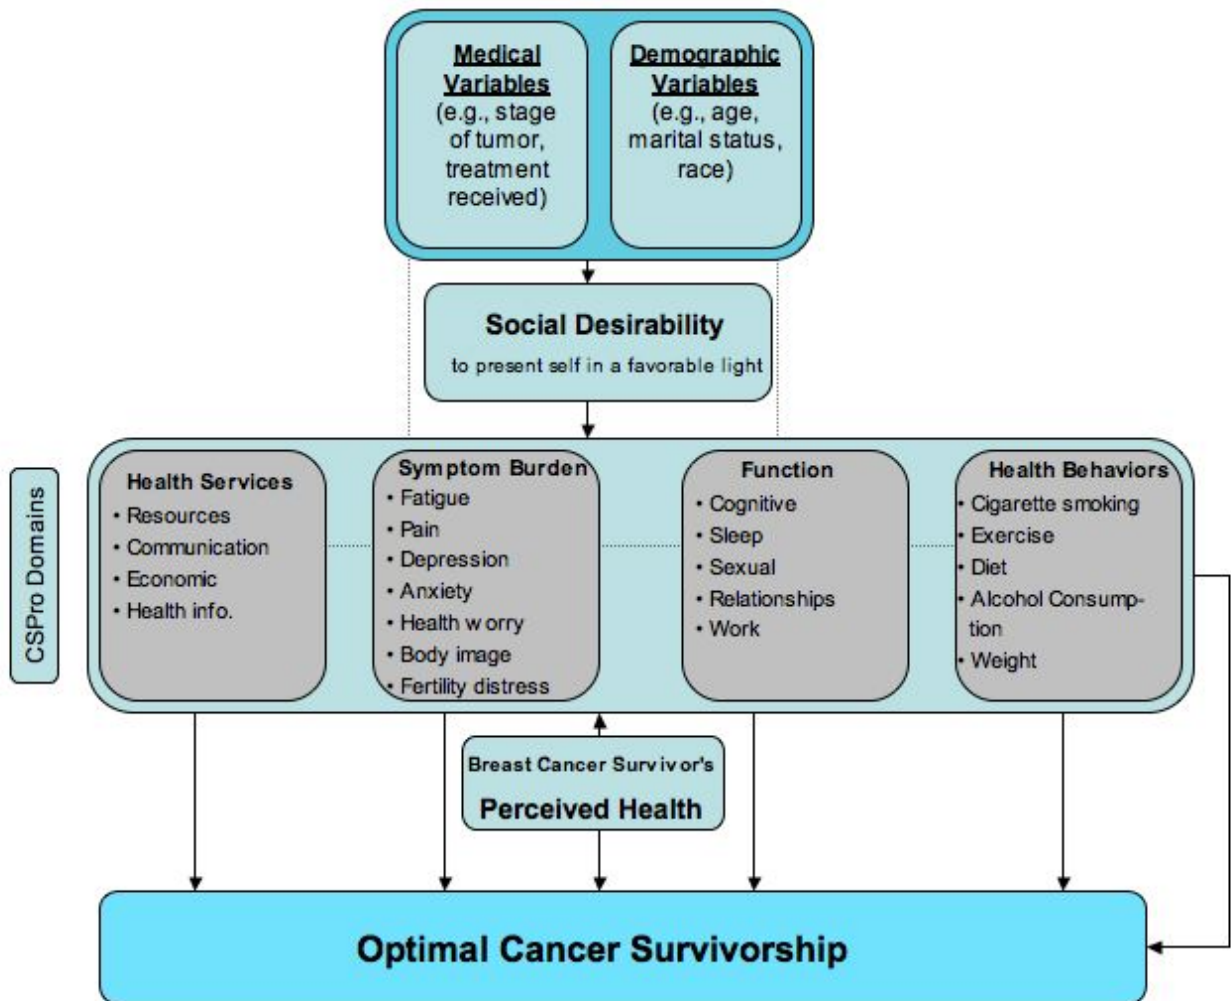 Medical
Variables
(e.g., stage
of tumor,
treatment
received)
Demographic
Variables
(e.g., age,
marital status,
race)
Social Desirability
to present self in a favorable light
CSPro Domains
Health Services
• Resources
• Communication
• Economic
• Health info.
Symptom Burden
• Fatigue
• Pain
• Depression
• Anxiety
• Health worry
• Body image
• Fertility distress
Function
• Cognitive
• Sleep
• Sexual
• Relationships
• Work
Health Behaviors
• Cigarette smoking
• Exercise
• Diet
• Alcohol Consump-
tion
• Weight
Breast Cancer Survivor's
Perceived Health
Optimal Cancer Survivorship